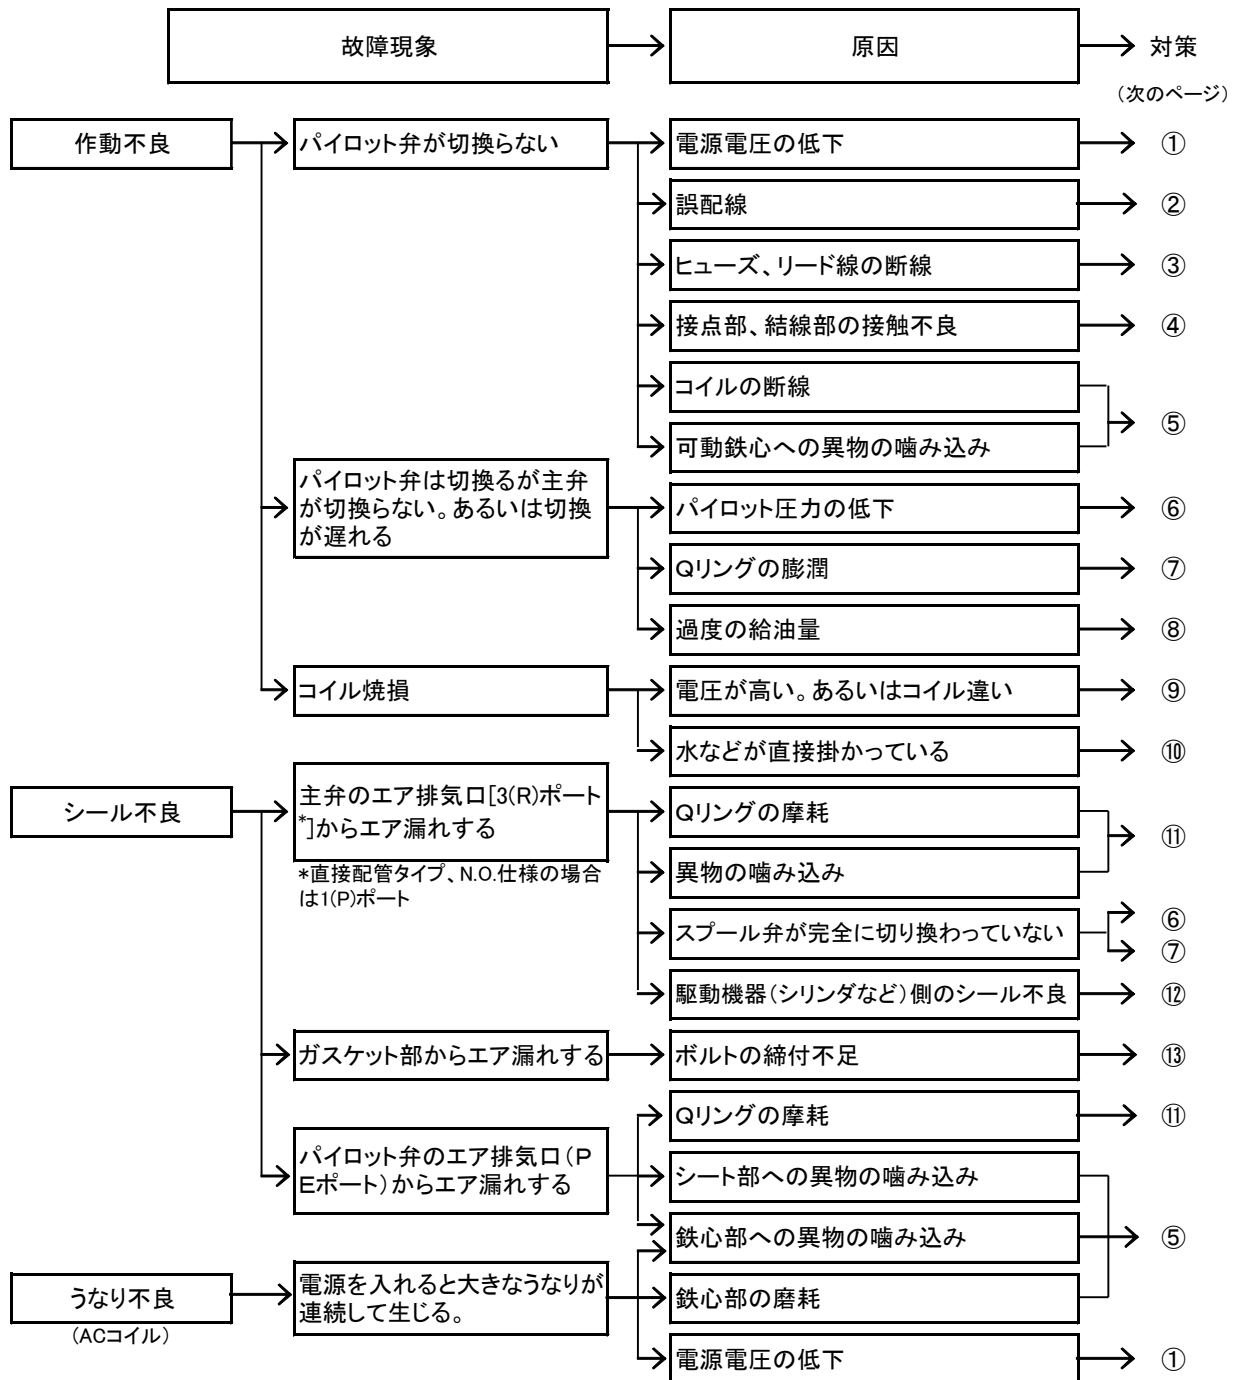 故障現象
原因
対策
(次のページ)
作動不良
パイロット弁が切換らない
電源電圧の低下
①
誤配線
②
ヒューズ、リード線の断線
③
接点部、結線部の接触不良
④
コイルの断線
可動鉄心への異物の噛み込み
⑤
パイロット弁は切換るが主弁
が切換らない。あるいは切換
が遅れる
パイロット圧力の低下
⑥
Qリングの膨潤
⑦
過度の給油量
⑧
コイル焼損
電圧が高い。あるいはコイル違い
⑨
水などが直接掛かっている
⑩
シール不良
主弁のエア排気口[3(R)ポート
*]からエア漏れする
*直接配管タイプ、N.O.仕様の場合
は1(P)ポート
Qリングの摩耗
異物の噛み込み
⑪
スプール弁が完全に切り換わっていない
⑥
⑦
駆動機器(シリンダなど)側のシール不良
⑫
ガスケット部からエア漏れする
ボルトの締付不足
⑬
パイロット弁のエア排気口(P
Eポート)からエア漏れする
Qリングの摩耗
⑪
シート部への異物の噛み込み
鉄心部への異物の噛み込み
⑤
うなり不良
(ACコイル)
電源を入れると大きなうなりが
連続して生じる。
鉄心部の磨耗
電源電圧の低下
①